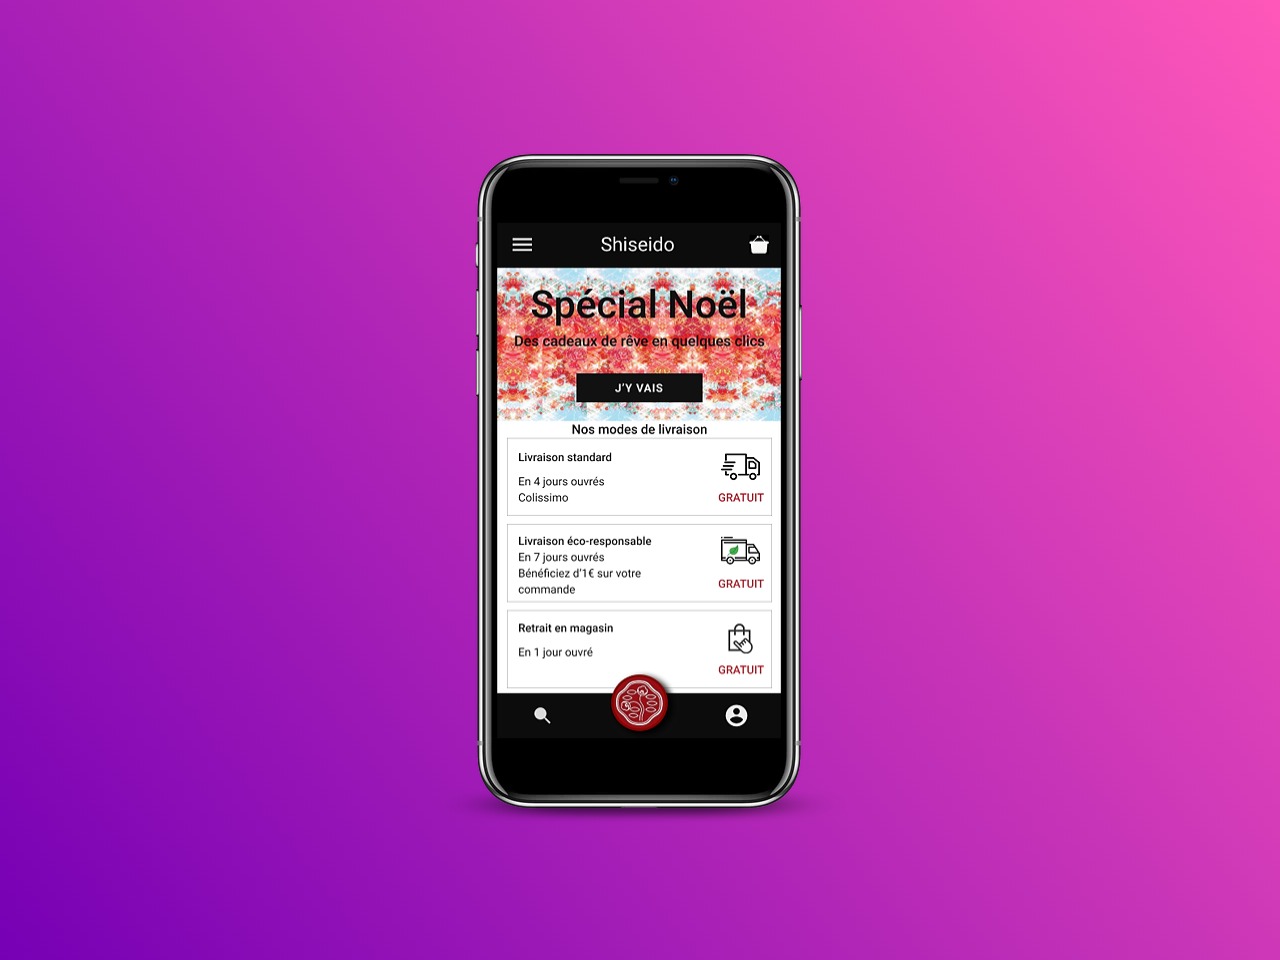 Shiseido
Spécial Noël
Des cadeaux de rêve en quelques clics
J'Y VAIS
Nos modes de livraison
Livraison standard
En 4 jours ouvrés
Colissimo
GRATUIT
Livraison éco-responsable
En 7 jours ouvrés
Bénéficiez d'1€ sur votre
commande
GRATUIT
Retrait en magasin
En 1 jour ouvré
GRATUIT